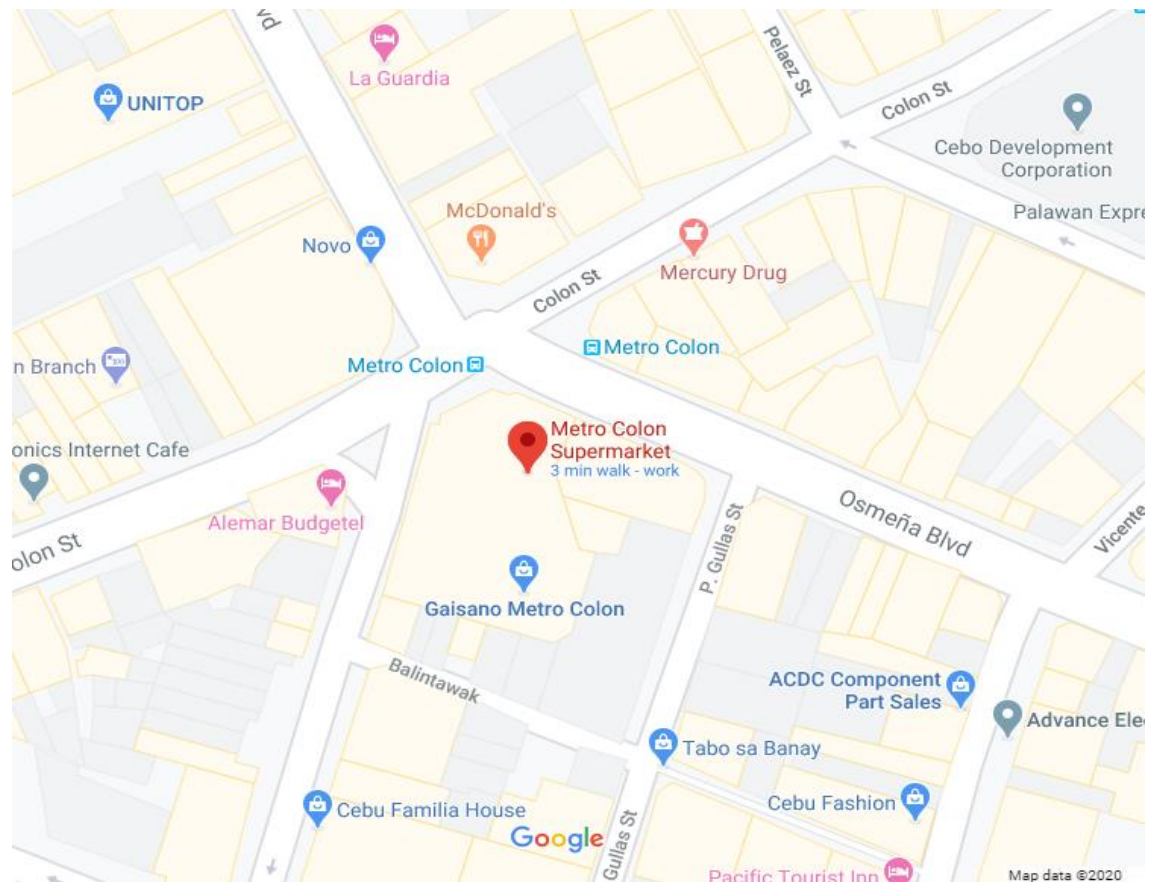 vd
La Guardia
UNITOP
Pelaez St
Colon St
Cebo Development
Corporation
Palawan Expre
McDonald's
Novo
Mercury Drug
Colon St
Metro Colon
Metro Colon
n Branch
Metro Colon
Supermarket
3 min walk - work
onics Internet Cafe
Alemar Budgetel
Osmeña Blvd
Vicente
olon St
P. Gullas St
Gaisano Metro Colon
Balintawak
ACDC Component
Part Sales
Advance Ele
Tabo sa Banay
Cebu Familia House
Cebu Fashion
Google
Gullas St
Pacific Tourist Inn
Map data ©2020